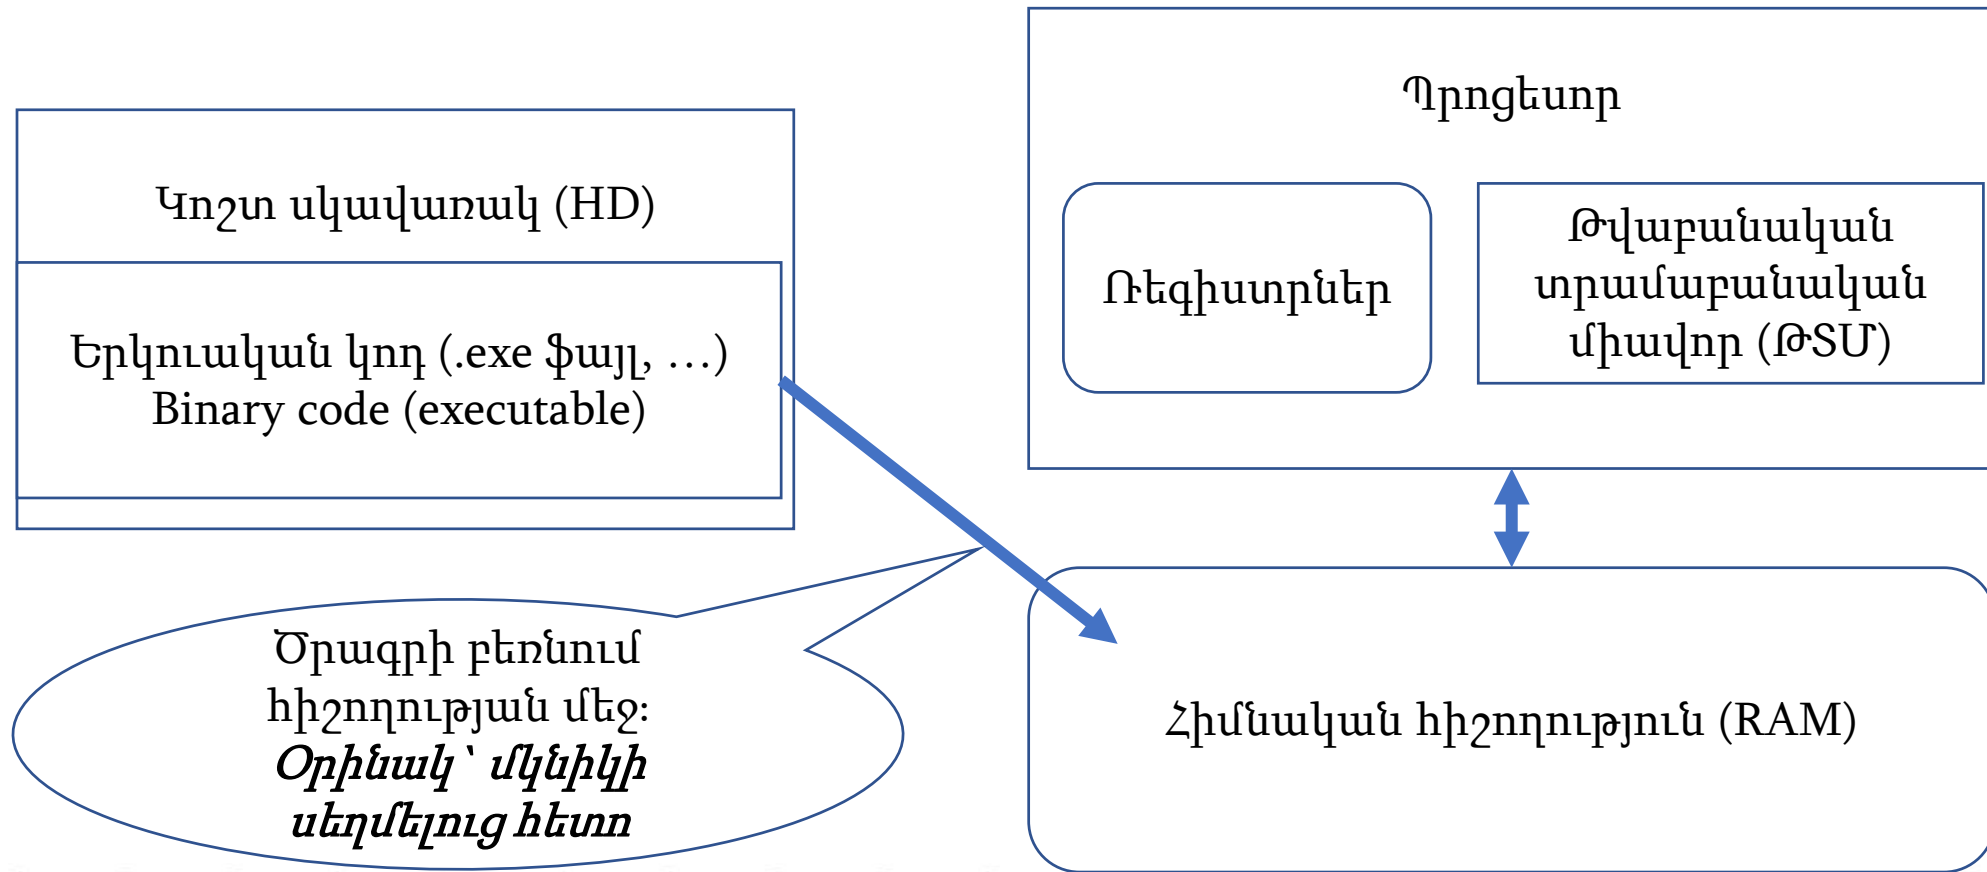 Կոշտ սկավառակ (HD)
Երկուական կոդ (.exe ֆայլ, …)
Binary code (executable)
Պրոցեսոր
Ռեգիստրներ
Թվաբանական
տրամաբանական
միավոր (ԹՏՄ)
Ծրագրի բեռնում
հիշողության մեջ։
Օրինակ ՝ մկնիկի
սեղմելուց հետո
Հիմնական հիշողություն (RAM)